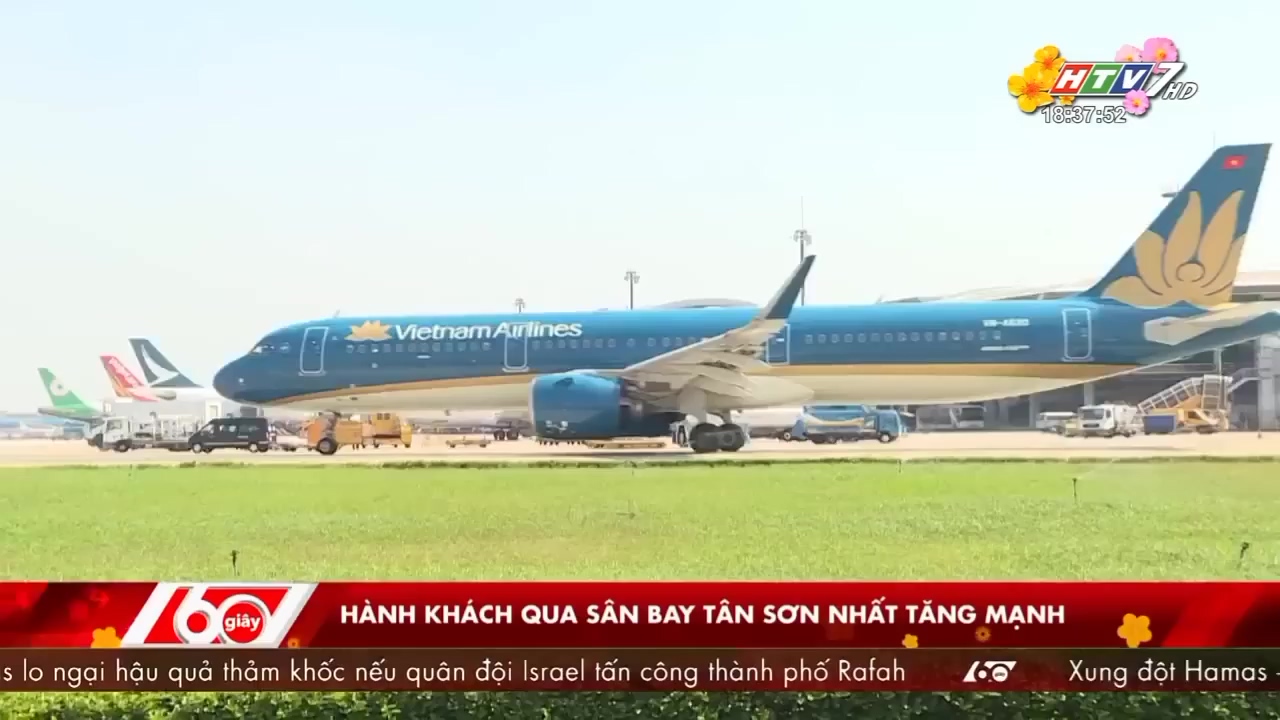 HTV7 HD
18:37:52
Vietnam Airlines
60 giây
HÀNH KHÁCH QUA SÂN BAY TÂN SƠN NHẤT TĂNG MẠNH
s lo ngại hậu quả thảm khốc nếu quân đội Israel tấn công thành phố Rafah 60 giây Xung đột Hamas -